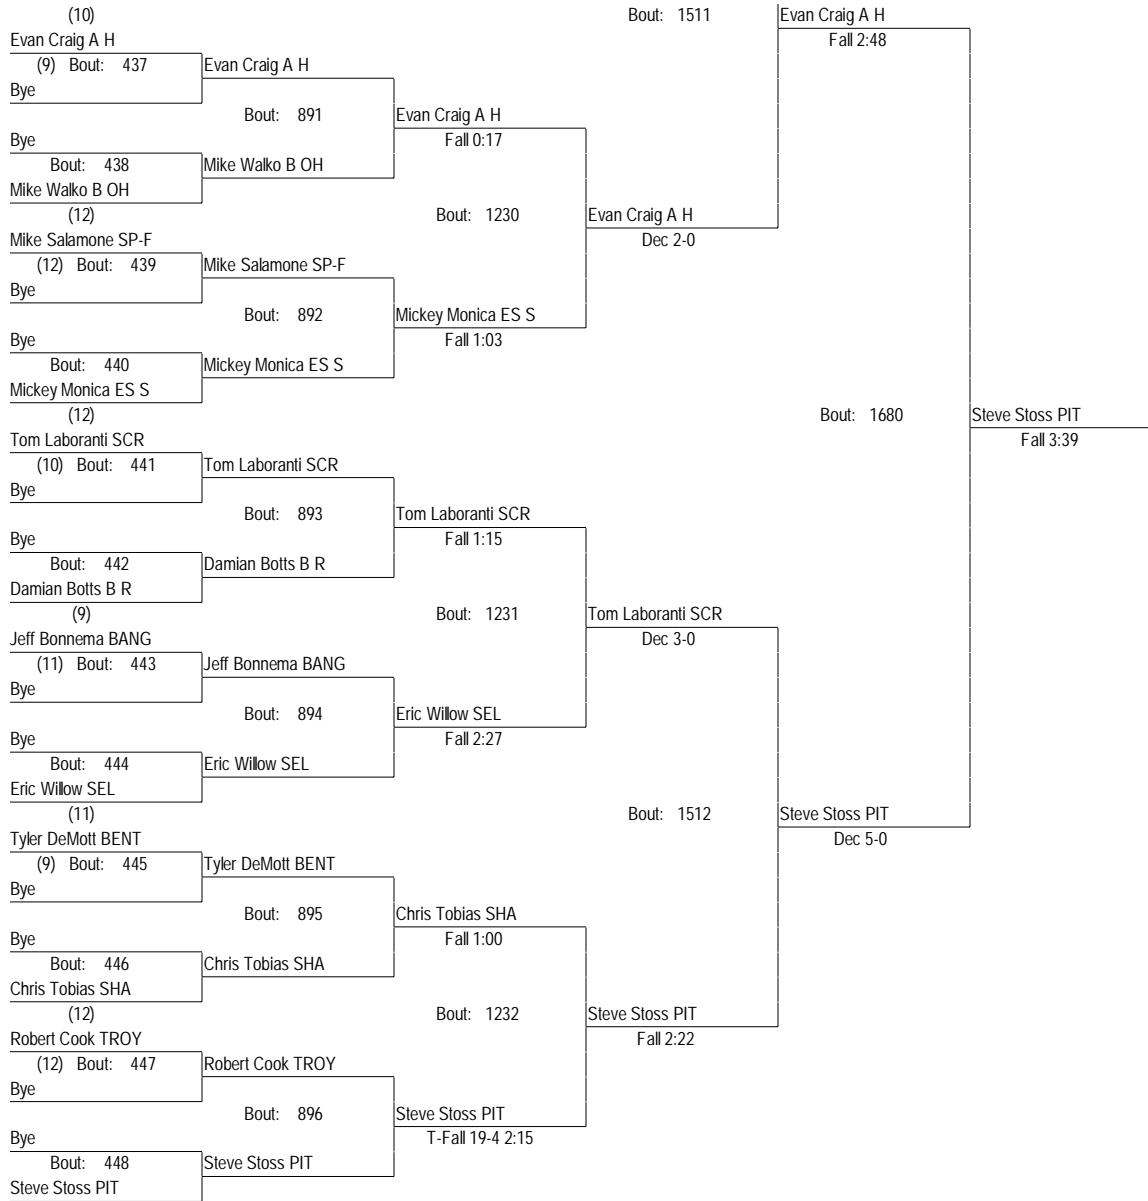 (10) Bout: 1511 Evan Craig A H
Evan Craig A H Fall 2:48
(9) Bout: 437 Evan Craig A H
Bye
Bout: 891 Evan Craig A H
Bye Fall 0:17
Bout: 438 Mike Walko B OH
Mike Walko B OH
(12) Bout: 1230 Evan Craig A H
Mike Salamone SP-F Dec 2-0
(12) Bout: 439 Mike Salamone SP-F
Bye
Bout: 892 Mickey Monica ES S
Bye Fall 1:03
Bout: 440 Mickey Monica ES S
Mickey Monica ES S
(12) Bout: 1680 Steve Stoss PIT
Tom Laboranti SCR Fall 3:39
(10) Bout: 441 Tom Laboranti SCR
Bye
Bout: 893 Tom Laboranti SCR
Bye Fall 1:15
Bout: 442 Damian Botts B R
Damian Botts B R
(9) Bout: 1231 Tom Laboranti SCR
Jeff Bonnema BANG Dec 3-0
(11) Bout: 443 Jeff Bonnema BANG
Bye
Bout: 894 Eric Willow SEL
Bye Fall 2:27
Bout: 444 Eric Willow SEL
Eric Willow SEL
(11) Bout: 1512 Steve Stoss PIT
Tyler DeMott BENT Dec 5-0
(9) Bout: 445 Tyler DeMott BENT
Bye
Bout: 895 Chris Tobias SHA
Bye Fall 1:00
Bout: 446 Chris Tobias SHA
Chris Tobias SHA
(12) Bout: 1232 Steve Stoss PIT
Robert Cook TROY Fall 2:22
(12) Bout: 447 Robert Cook TROY
Bye
Bout: 896 Steve Stoss PIT
Bye T-Fall 19-4 2:15
Bout: 448 Steve Stoss PIT
Steve Stoss PIT